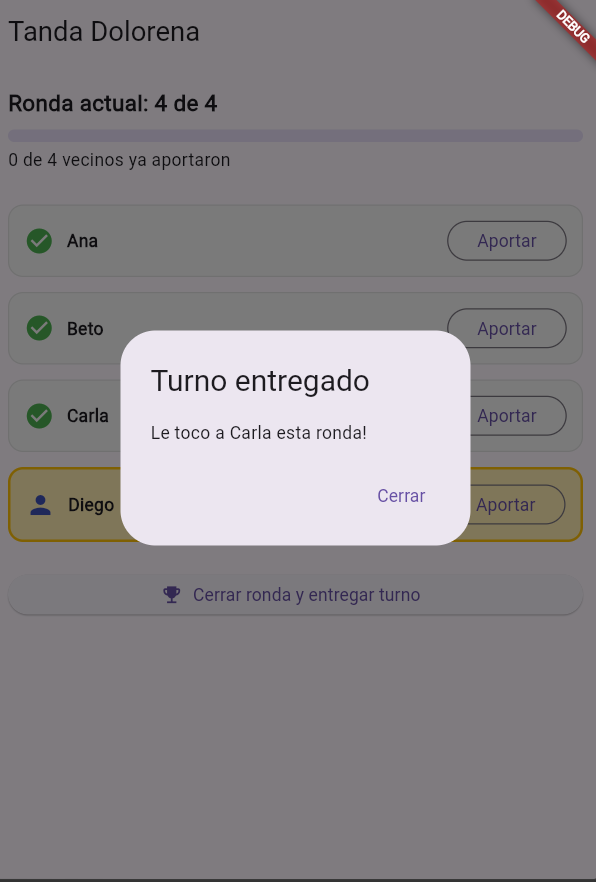 DEBUG
Tanda Dolorena
Ronda actual: 4 de 4
0 de 4 vecinos ya aportaron
Ana
Aportar
Beto
Aportar
Carla
Aportar
Diego
Aportar
Turno entregado
Le toco a Carla esta ronda!
Cerrar
Cerrar ronda y entregar turno